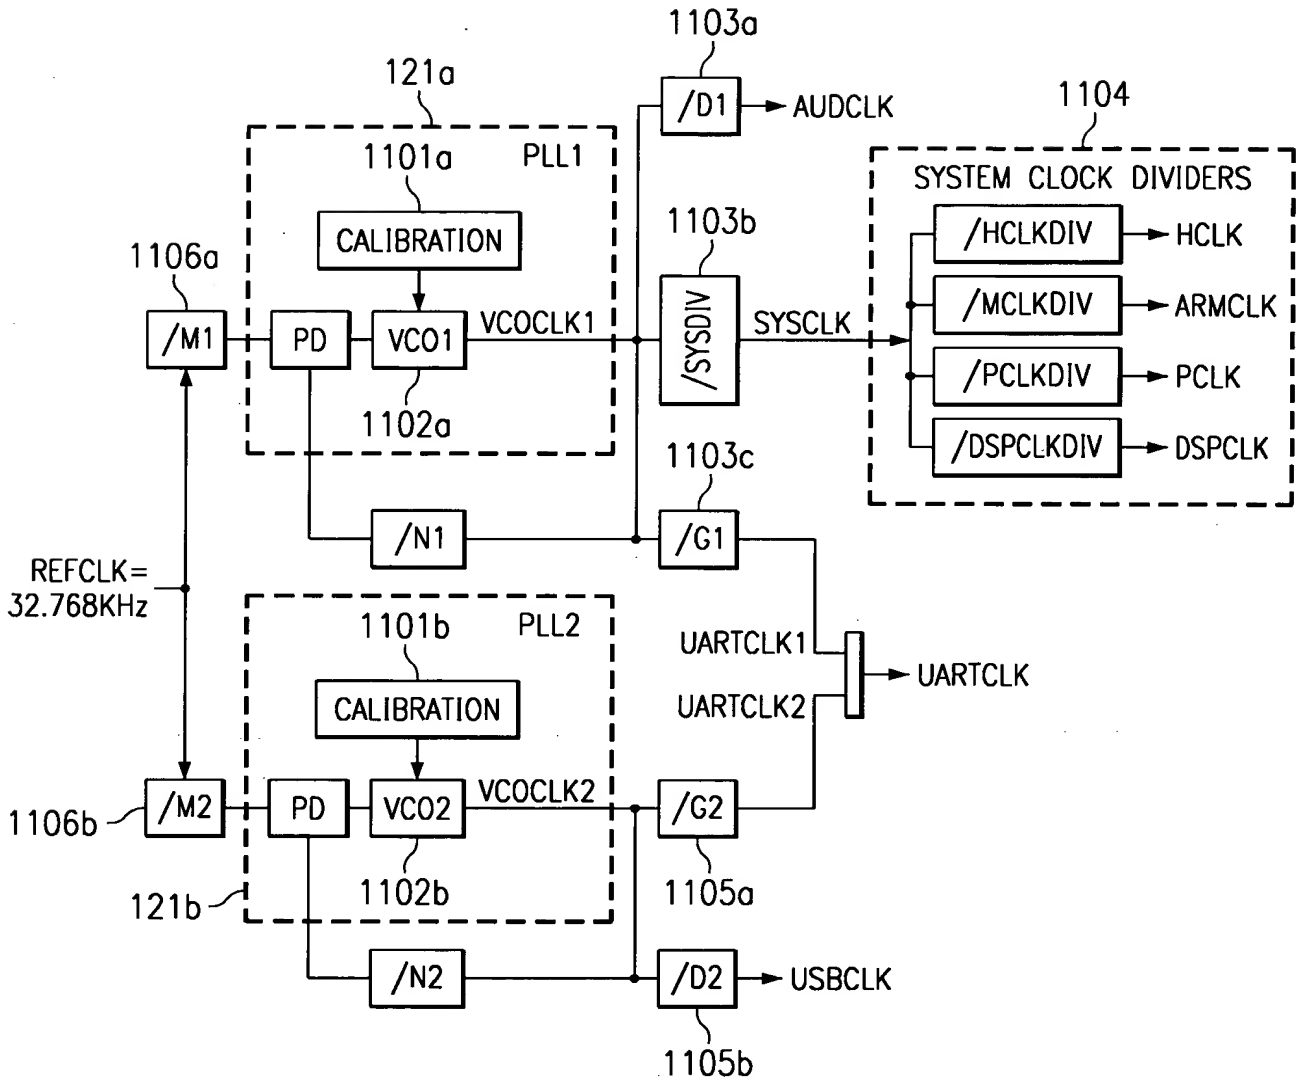 1103a
121a
/D1
AUDCLK
1104
1101a
PLL1
SYSTEM CLOCK DIVIDERS
CALIBRATION
1103b
/HCLKDIV
HCLK
1106a
/MCLKDIV
ARMCLK
/M1
PD
VCO1
VCOCLK1
/SYSDIV
SYSCLK
/PCLKDIV
PCLK
1102a
/DSPCLKDIV
DSPCLK
1103c
/N1
/G1
REFCLK=
32.768KHz
1101b
PLL2
UARTCLK1
UARTCLK
CALIBRATION
UARTCLK2
/M2
PD
VCO2
VCOCLK2
/G2
1106b
1102b
1105a
121b
/N2
/D2
USBCLK
1105b